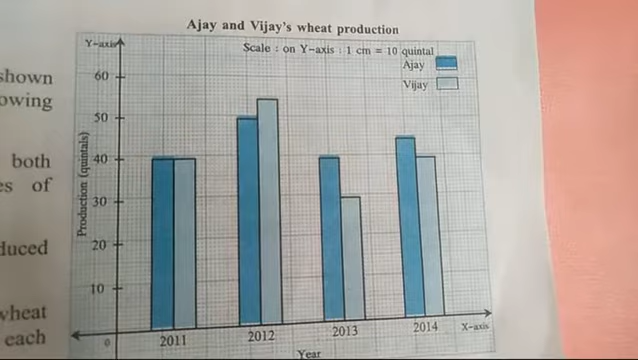 Ajay and Vijay's wheat production
Y-axis
Scale : on Y-axis : 1 cm = 10 quintal
Ajay
Vijay
shown
owing
both
es of
duced
wheat
each
Production (quintals)
60
50
40
30
20
10
0
2011 2012 2013 2014 X-axis
Year